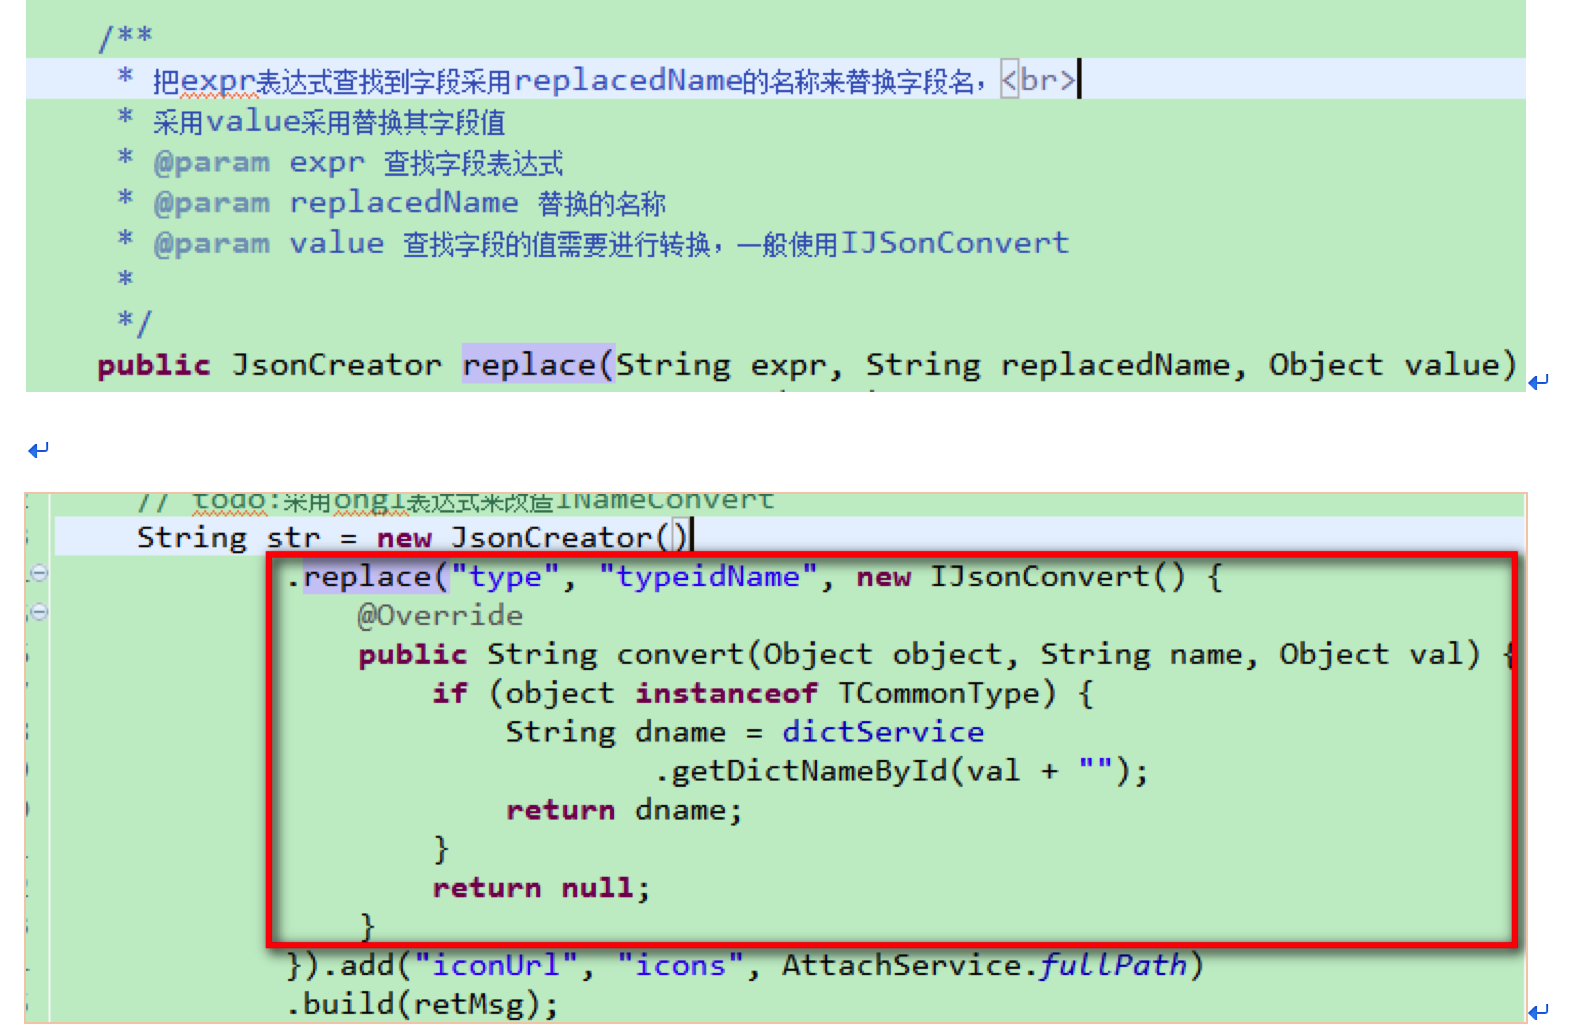 /**
* 把expr表达式查找到字段采用replacedName的名称来替换字段名，<br>
* 采用value采用替换其字段值
* @param expr 查找字段表达式
* @param replacedName 替换的名称
* @param value 查找字段的值需要进行转换，一般使用IJSonConvert
*
*/
public JsonCreator replace(String expr, String replacedName, Object value)
// todo:采用ongl表达式来改造INameConvert
String str = new JsonCreator()
.replace("type", "typeidName", new IJsonConvert() {
@Override
public String convert(Object object, String name, Object val) {
if (object instanceof TCommonType) {
String dname = dictService
.getDictNameById(val + "");
return dname;
}
return null;
}
}).add("iconUrl", "icons", AttachService.fullPath)
.build(retMsg);